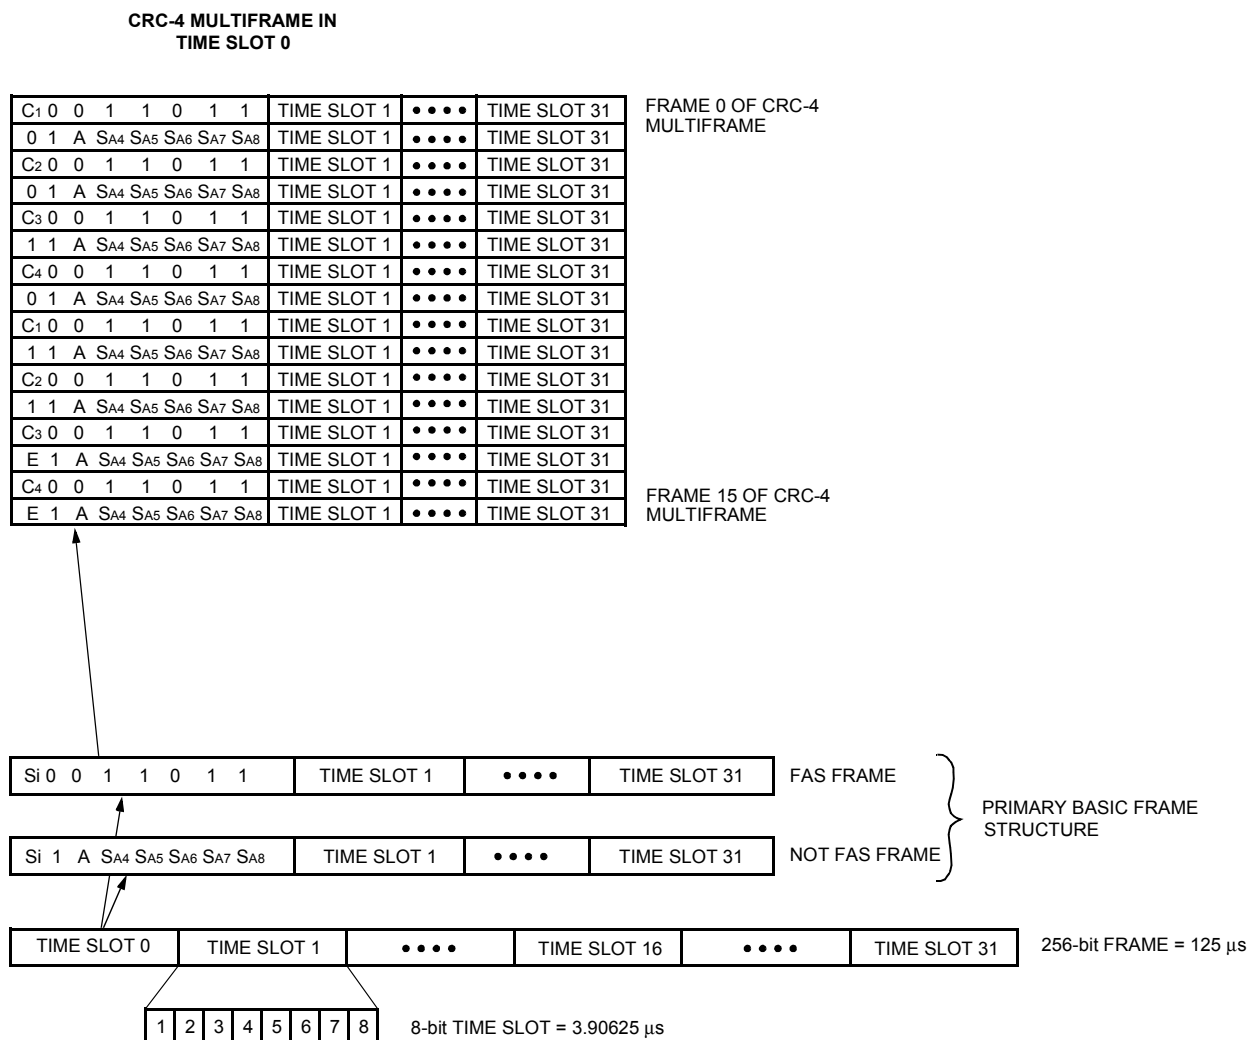 CRC-4 MULTIFRAME IN
TIME SLOT 0
C1 0 0 1 1 0 1 1 TIME SLOT 1 •••• TIME SLOT 31 FRAME 0 OF CRC-4
MULTIFRAME
0 1 A SA4 SA5 SA6 SA7 SA8 TIME SLOT 1 •••• TIME SLOT 31
C2 0 0 1 1 0 1 1 TIME SLOT 1 •••• TIME SLOT 31
0 1 A SA4 SA5 SA6 SA7 SA8 TIME SLOT 1 •••• TIME SLOT 31
C3 0 0 1 1 0 1 1 TIME SLOT 1 •••• TIME SLOT 31
1 1 A SA4 SA5 SA6 SA7 SA8 TIME SLOT 1 •••• TIME SLOT 31
C4 0 0 1 1 0 1 1 TIME SLOT 1 •••• TIME SLOT 31
0 1 A SA4 SA5 SA6 SA7 SA8 TIME SLOT 1 •••• TIME SLOT 31
C1 0 0 1 1 0 1 1 TIME SLOT 1 •••• TIME SLOT 31
1 1 A SA4 SA5 SA6 SA7 SA8 TIME SLOT 1 •••• TIME SLOT 31
C2 0 0 1 1 0 1 1 TIME SLOT 1 •••• TIME SLOT 31
1 1 A SA4 SA5 SA6 SA7 SA8 TIME SLOT 1 •••• TIME SLOT 31
C3 0 0 1 1 0 1 1 TIME SLOT 1 •••• TIME SLOT 31
E 1 A SA4 SA5 SA6 SA7 SA8 TIME SLOT 1 •••• TIME SLOT 31
C4 0 0 1 1 0 1 1 TIME SLOT 1 •••• TIME SLOT 31 FRAME 15 OF CRC-4
MULTIFRAME
E 1 A SA4 SA5 SA6 SA7 SA8 TIME SLOT 1 •••• TIME SLOT 31
Si 0 0 1 1 0 1 1 TIME SLOT 1 •••• TIME SLOT 31 FAS FRAME
PRIMARY BASIC FRAME
STRUCTURE
Si 1 A SA4 SA5 SA6 SA7 SA8 TIME SLOT 1 •••• TIME SLOT 31 NOT FAS FRAME
TIME SLOT 0 TIME SLOT 1 •••• TIME SLOT 16 •••• TIME SLOT 31 256-bit FRAME = 125 μs
1 2 3 4 5 6 7 8 8-bit TIME SLOT = 3.90625 μs